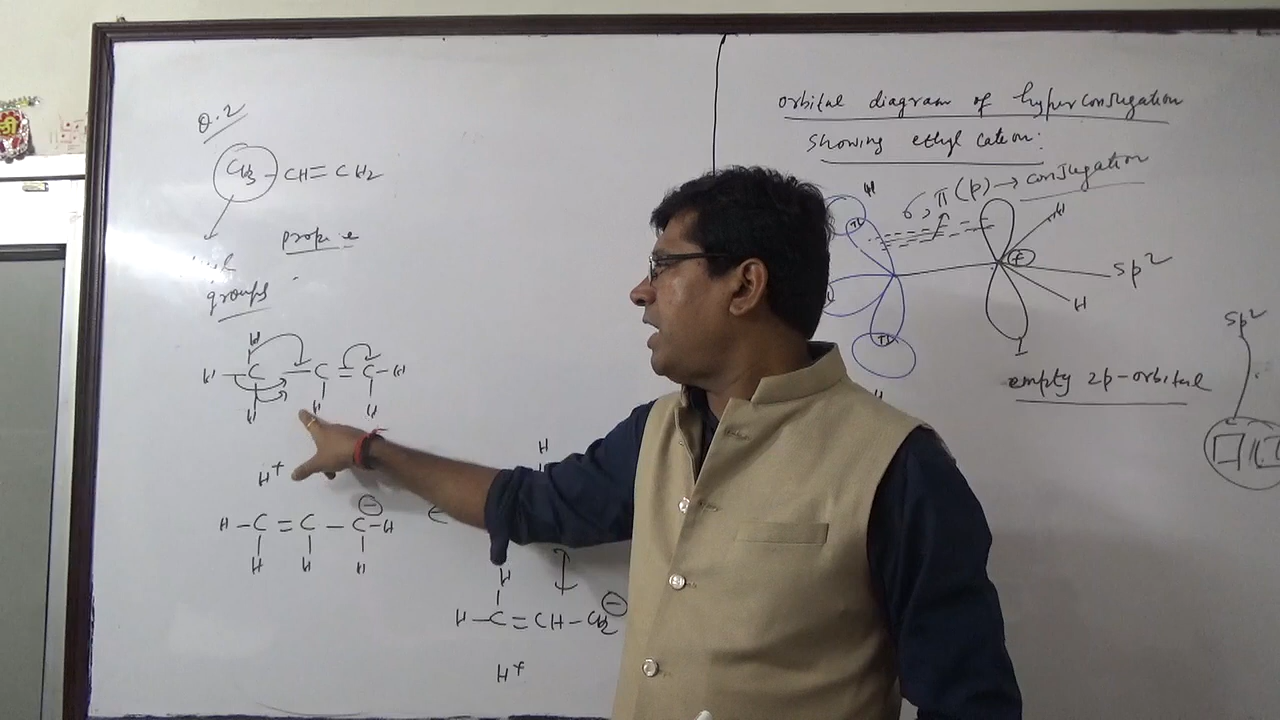 Q.2
CH3 - CH = CH2
groups
H
H - C - C = C - H
H H H
H+
H - C = C - C - H
⊖
H H H
H
H
H - C = CH - CH2
⊖
H+
orbital diagram of hyperconjugation
showing ethyl cation:
σ, π (p) → conjugation
H
H
+
sp2
H
empty 2p-orbital
sp2